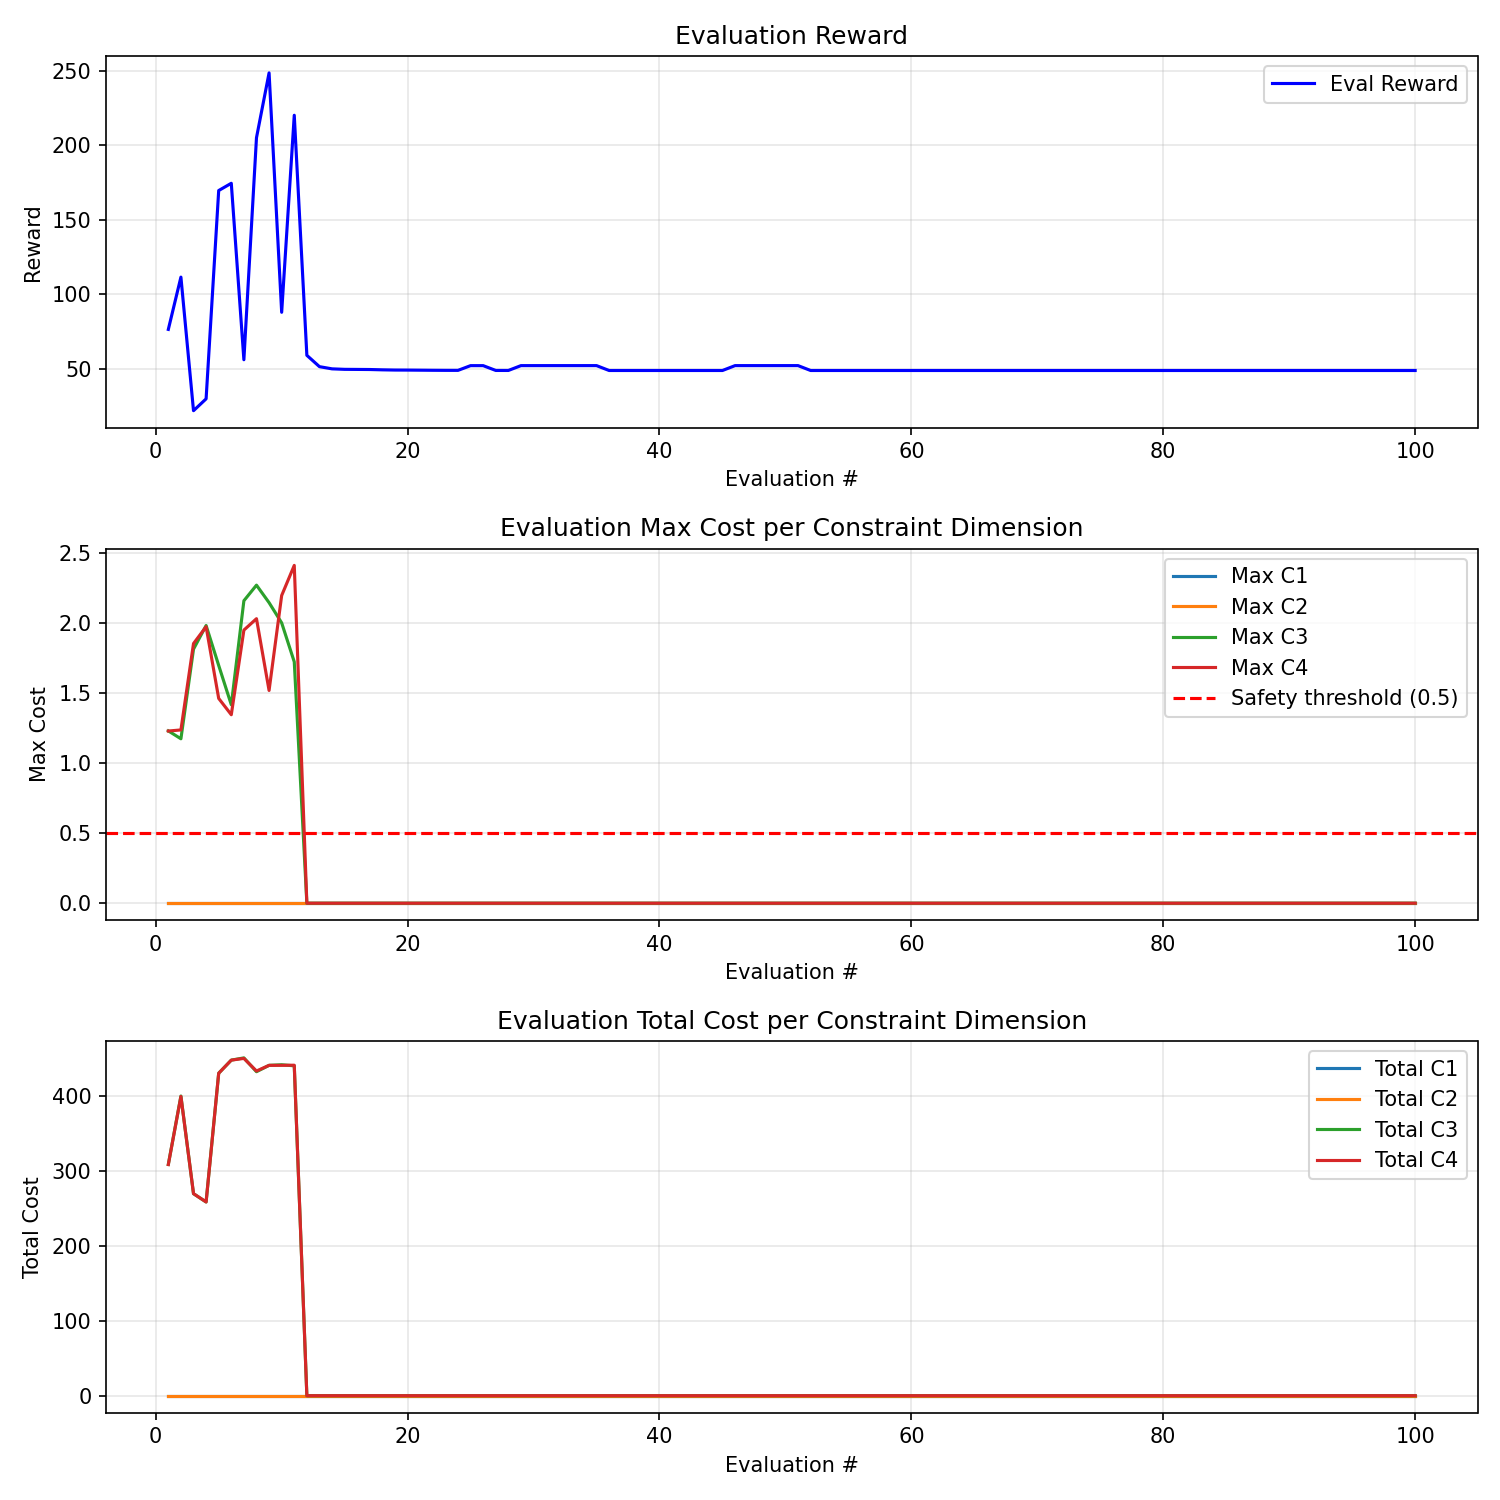 Evaluation Reward
250
200
150
100
50
Reward
Eval Reward
0 20 40 60 80 100
Evaluation #
Evaluation Max Cost per Constraint Dimension
2.5
2.0
1.5
1.0
0.5
0.0
Max Cost
Max C1
Max C2
Max C3
Max C4
Safety threshold (0.5)
0 20 40 60 80 100
Evaluation #
Evaluation Total Cost per Constraint Dimension
400
300
200
100
0
Total Cost
Total C1
Total C2
Total C3
Total C4
0 20 40 60 80 100
Evaluation #